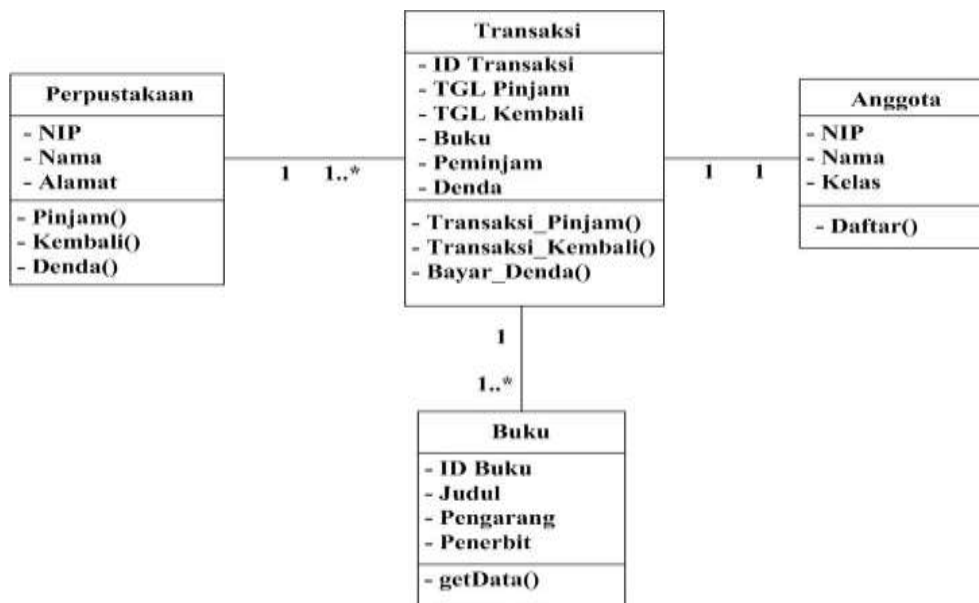 Perpustakaan
- NIP
- Nama
- Alamat
- Pinjam()
- Kembali()
- Denda()
1 1..*
Transaksi
- ID Transaksi
- TGL Pinjam
- TGL Kembali
- Buku
- Peminjam
- Denda
- Transaksi_Pinjam()
- Transaksi_Kembali()
- Bayar_Denda()
1 1
Anggota
- NIP
- Nama
- Kelas
- Daftar()
1
1..*
Buku
- ID Buku
- Judul
- Pengarang
- Penerbit
- getData()